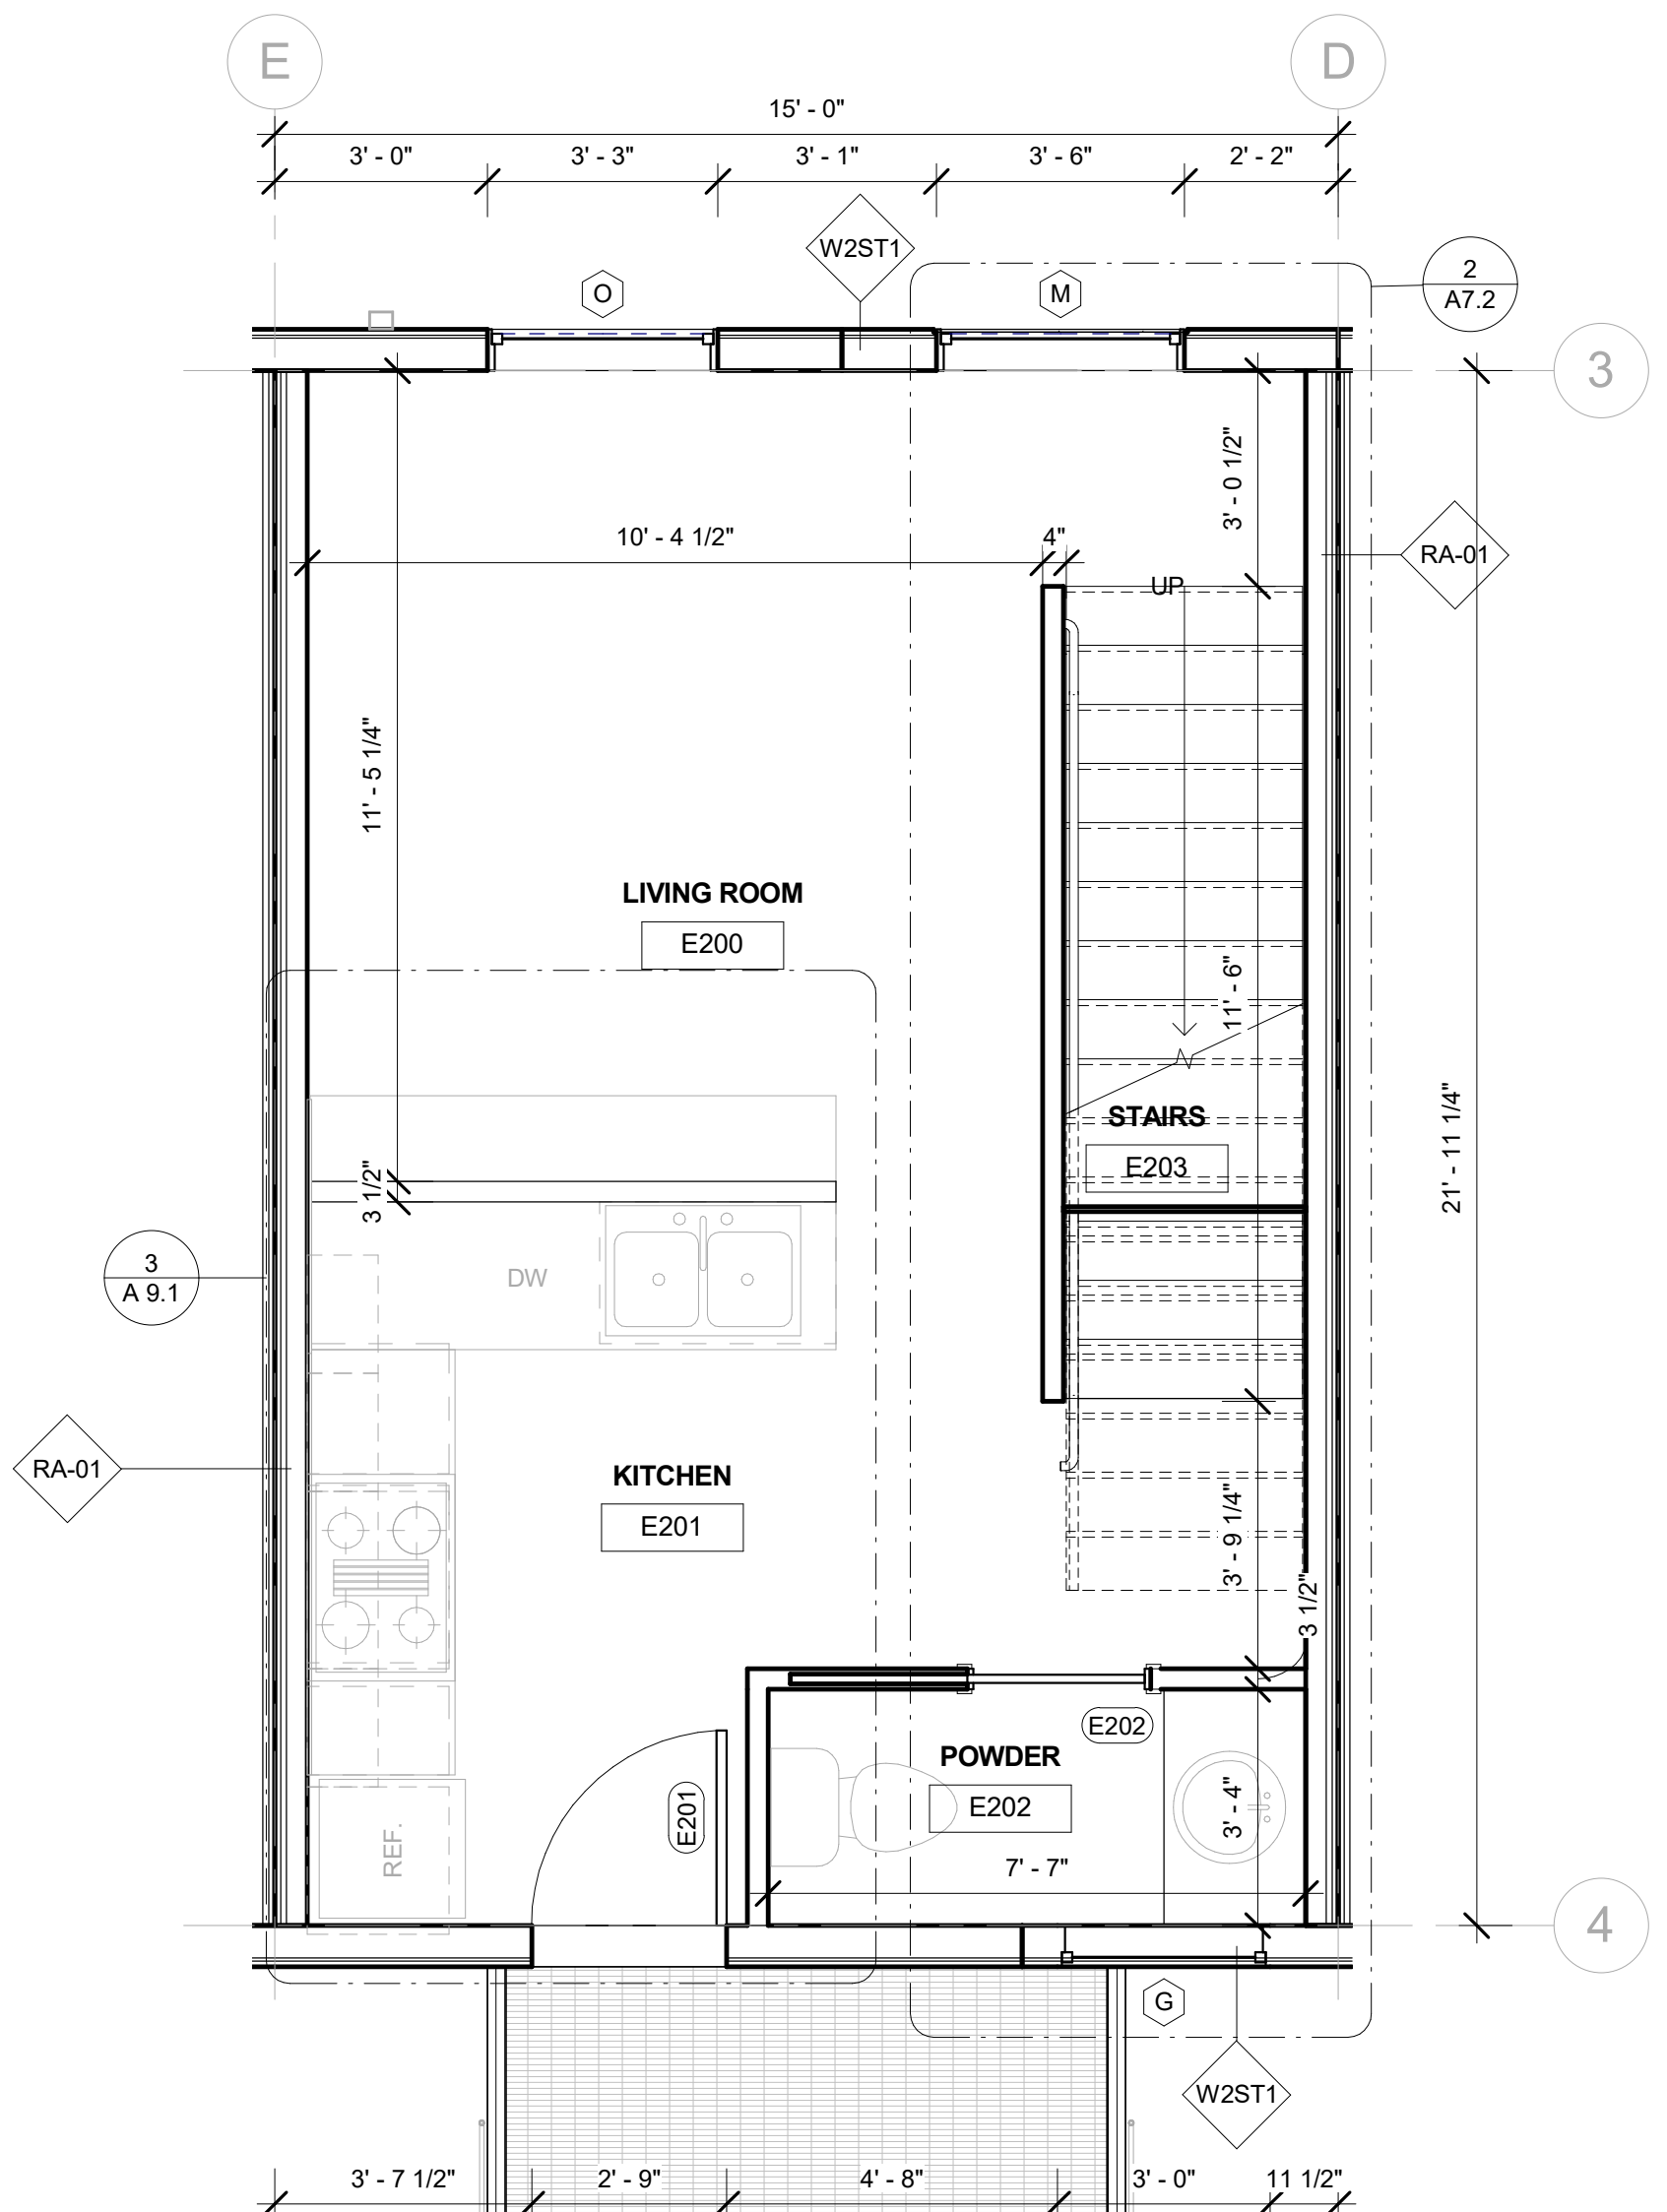 E
D
15' - 0"
3' - 0"
3' - 3"
3' - 1"
3' - 6"
2' - 2"
W2ST1
O
M
2
A7.2
3
3' - 0 1/2"
10' - 4 1/2"
4"
RA-01
UP
11' - 5 1/4"
LIVING ROOM
E200
11' - 6"
STAIRS
E203
21' - 11 1/4"
3 1/2"
3
A 9.1
DW
RA-01
KITCHEN
E201
3' - 9 1/4"
3 1/2"
E202
POWDER
E202
E201
3' - 4"
REF.
7' - 7"
4
G
W2ST1
3' - 7 1/2"
2' - 9"
4' - 8"
3' - 0"
11 1/2"